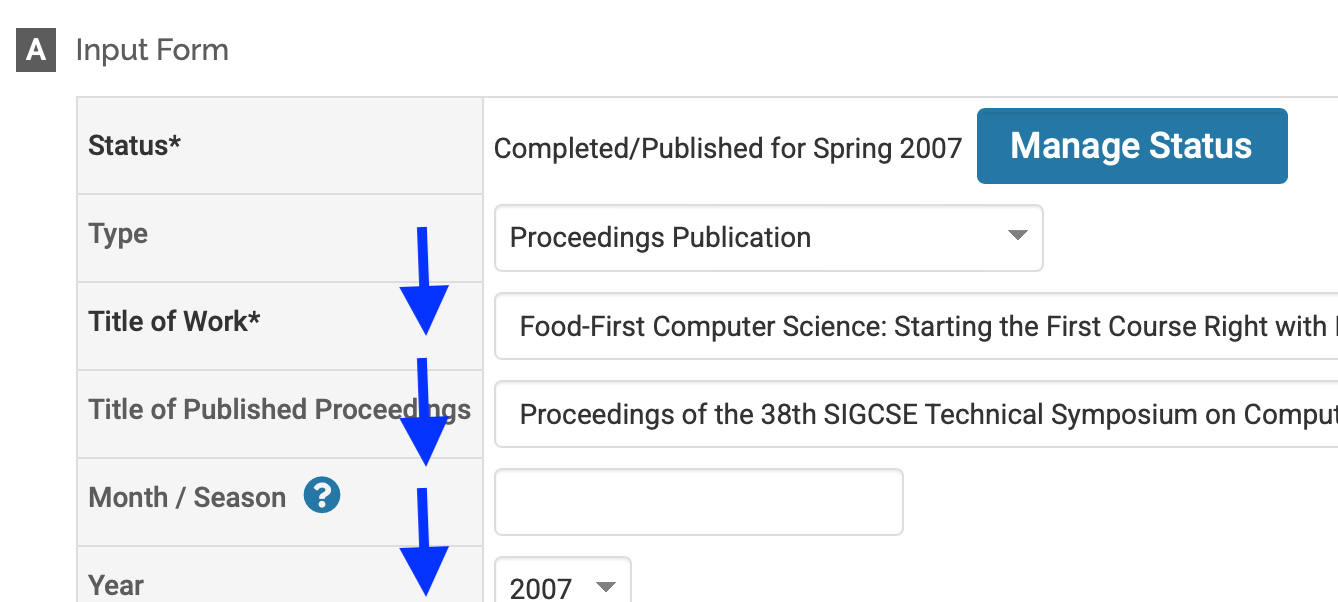 A Input Form
Status* Completed/Published for Spring 2007 Manage Status
Type Proceedings Publication
Title of Work* Food-First Computer Science: Starting the First Course Right with
Title of Published Proceedings Proceedings of the 38th SIGCSE Technical Symposium on Comput
Month / Season ?
Year 2007